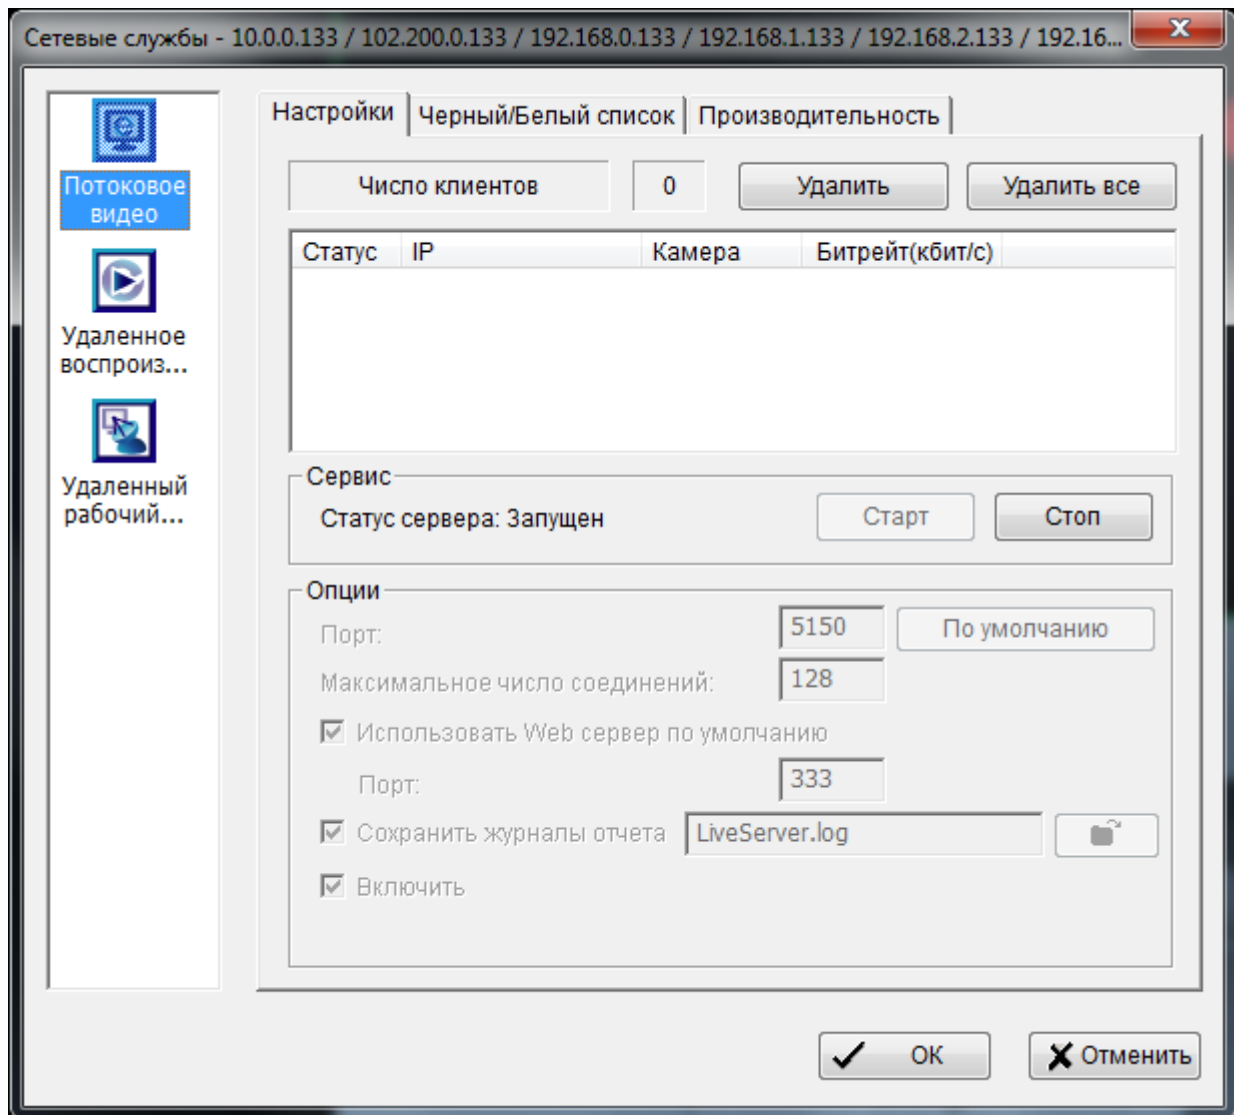 Сетевые службы - 10.0.0.133 / 102.200.0.133 / 192.168.0.133 / 192.168.1.133 / 192.168.2.133 / 192.16...
Потоковое
видео
Удаленное
воспроиз...
Удаленный
рабочий...
Настройки Черный/Белый список Производительность
Число клиентов 0 Удалить Удалить все
Статус IP Камера Битрейт(кбит/с)
Сервис
Статус сервера: Запущен Старт Стоп
Опции
Порт: 5150 По умолчанию
Максимальное число соединений: 128
Использовать Web сервер по умолчанию
Порт: 333
Сохранить журналы отчета LiveServer.log
Включить
ОК Отменить